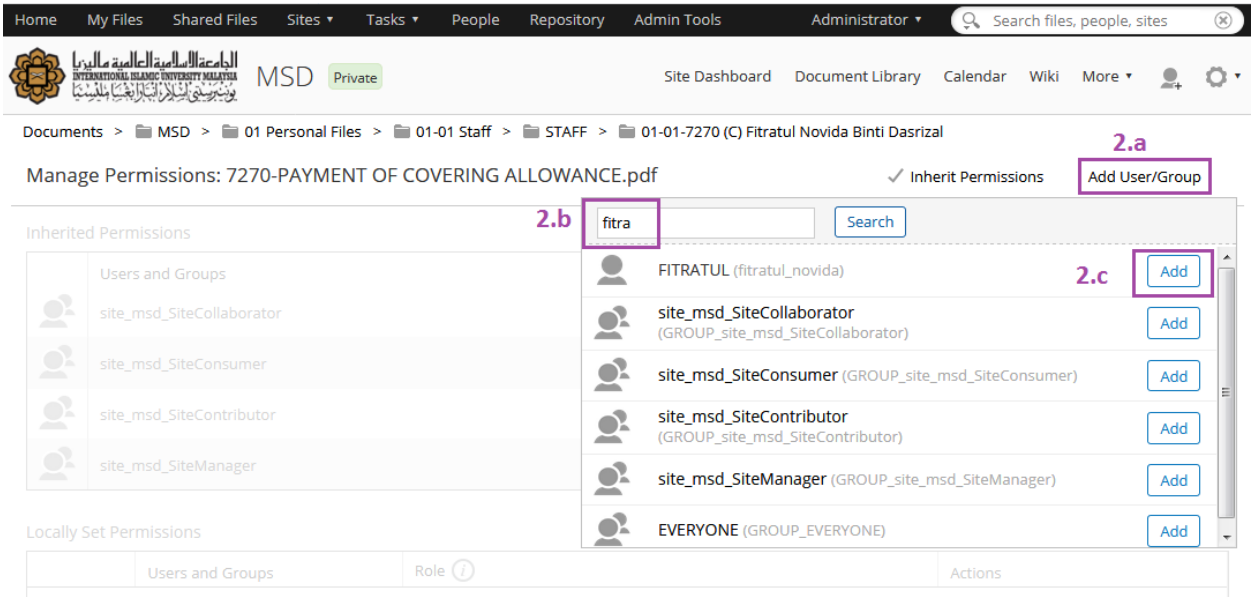 Home My Files Shared Files Sites ▾ Tasks ▾ People Repository Admin Tools Administrator ▾ Search files, people, sites
الجامعة الإسلامية العالمية ماليزيا
INTERNATIONAL ISLAMIC UNIVERSITY MALAYSIA
MSD Private Site Dashboard Document Library Calendar Wiki More ▾
Documents > MSD > 01 Personal Files > 01-01 Staff > STAFF > 01-01-7270 (C) Fitratul Novida Binti Dasrizal
2.a
Manage Permissions: 7270-PAYMENT OF COVERING ALLOWANCE.pdf Inherit Permissions Add User/Group
2.b fitra Search
Inherited Permissions
Users and Groups
site_msd_SiteCollaborator
site_msd_SiteConsumer
site_msd_SiteContributor
site_msd_SiteManager
FITRATUL (fitratul_novida) 2.c Add
site_msd_SiteCollaborator
(GROUP_site_msd_SiteCollaborator) Add
site_msd_SiteConsumer (GROUP_site_msd_SiteConsumer) Add
site_msd_SiteContributor
(GROUP_site_msd_SiteContributor) Add
site_msd_SiteManager (GROUP_site_msd_SiteManager) Add
EVERYONE (GROUP_EVERYONE) Add
Locally Set Permissions
Users and Groups Role i Actions